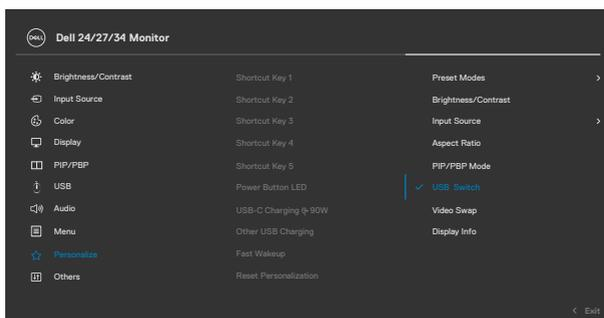 DELL Dell 24/27/34 Monitor
Brightness/Contrast Shortcut Key 1 Preset Modes >
Input Source Shortcut Key 2 Brightness/Contrast
Color Shortcut Key 3 Input Source >
Display Shortcut Key 4 Aspect Ratio
PIP/PBP Shortcut Key 5 PIP/PBP Mode
USB Power Button LED ✓ USB Switch
Audio USB-C Charging 90W Video Swap
Menu Other USB Charging Display Info
Personalize Fast Wakeup
Others Reset Personalization
< Exit